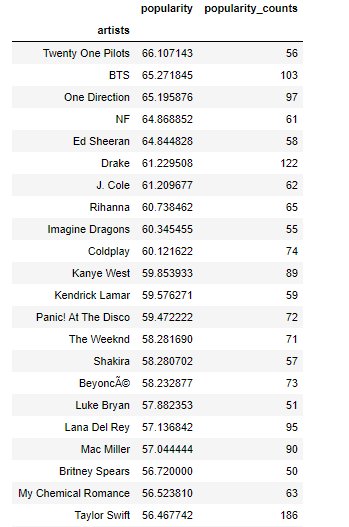 popularity popularity_counts
artists
Twenty One Pilots 66.107143 56
BTS 65.271845 103
One Direction 65.195876 97
NF 64.868852 61
Ed Sheeran 64.844828 58
Drake 61.229508 122
J. Cole 61.209677 62
Rihanna 60.738462 65
Imagine Dragons 60.345455 55
Coldplay 60.121622 74
Kanye West 59.853933 89
Kendrick Lamar 59.576271 59
Panic! At The Disco 59.472222 72
The Weeknd 58.281690 71
Shakira 58.280702 57
BeyoncÃ© 58.232877 73
Luke Bryan 57.882353 51
Lana Del Rey 57.136842 95
Mac Miller 57.044444 90
Britney Spears 56.720000 50
My Chemical Romance 56.523810 63
Taylor Swift 56.467742 186